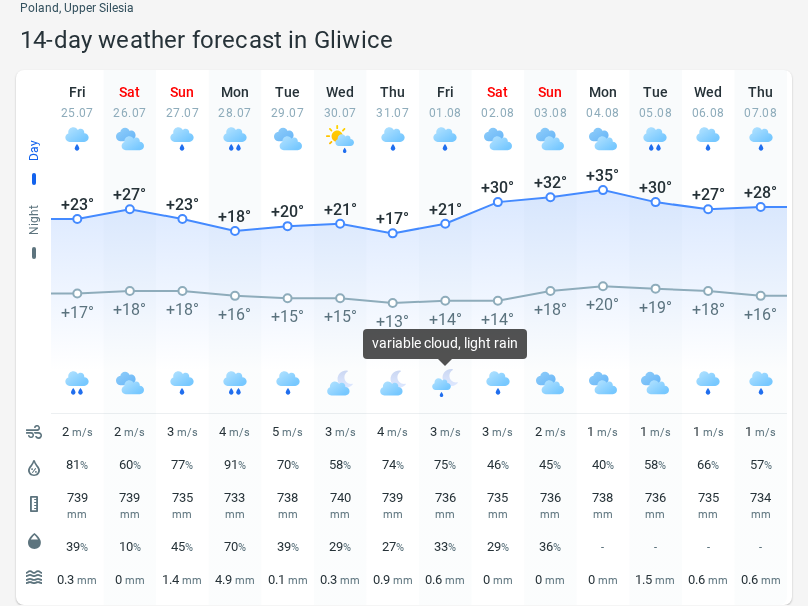 Poland, Upper Silesia
14-day weather forecast in Gliwice
Fri Sat Sun Mon Tue Wed Thu Fri Sat Sun Mon Tue Wed Thu
25.07 26.07 27.07 28.07 29.07 30.07 31.07 01.08 02.08 03.08 04.08 05.08 06.08 07.08
Day
+23° +27° +23° +18° +20° +21° +17° +21° +30° +32° +35° +30° +27° +28°
Night
+17° +18° +18° +16° +15° +15° +13° +14° +14° +18° +20° +19° +18° +16°
variable cloud, light rain
2 m/s 2 m/s 3 m/s 4 m/s 5 m/s 3 m/s 4 m/s 3 m/s 3 m/s 2 m/s 1 m/s 1 m/s 1 m/s 1 m/s
81% 60% 77% 91% 70% 58% 74% 75% 46% 45% 40% 58% 66% 57%
739 739 735 733 738 740 739 736 735 736 738 736 735 734
mm mm mm mm mm mm mm mm mm mm mm mm mm mm
39% 10% 45% 70% 39% 29% 27% 33% 29% 36% - - - -
0.3 mm 0 mm 1.4 mm 4.9 mm 0.1 mm 0.3 mm 0.9 mm 0.6 mm 0 mm 0 mm 0 mm 1.5 mm 0.6 mm 0.6 mm